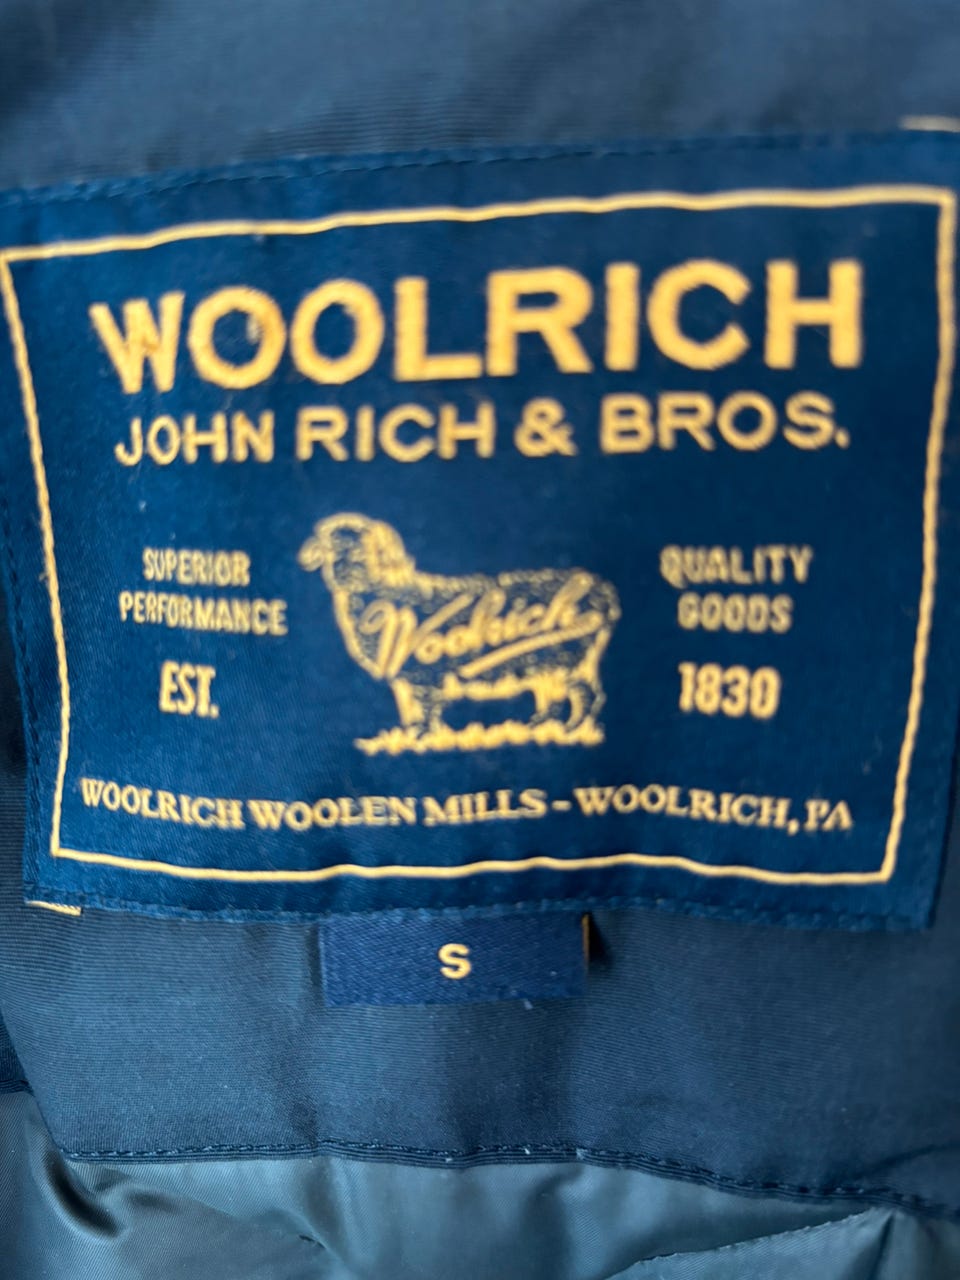 WOOLRICH
JOHN RICH & BROS.
SUPERIOR
PERFORMANCE
EST.
Woolrich
QUALITY
GOODS
1830
WOOLRICH WOOLEN MILLS - WOOLRICH, PA
S